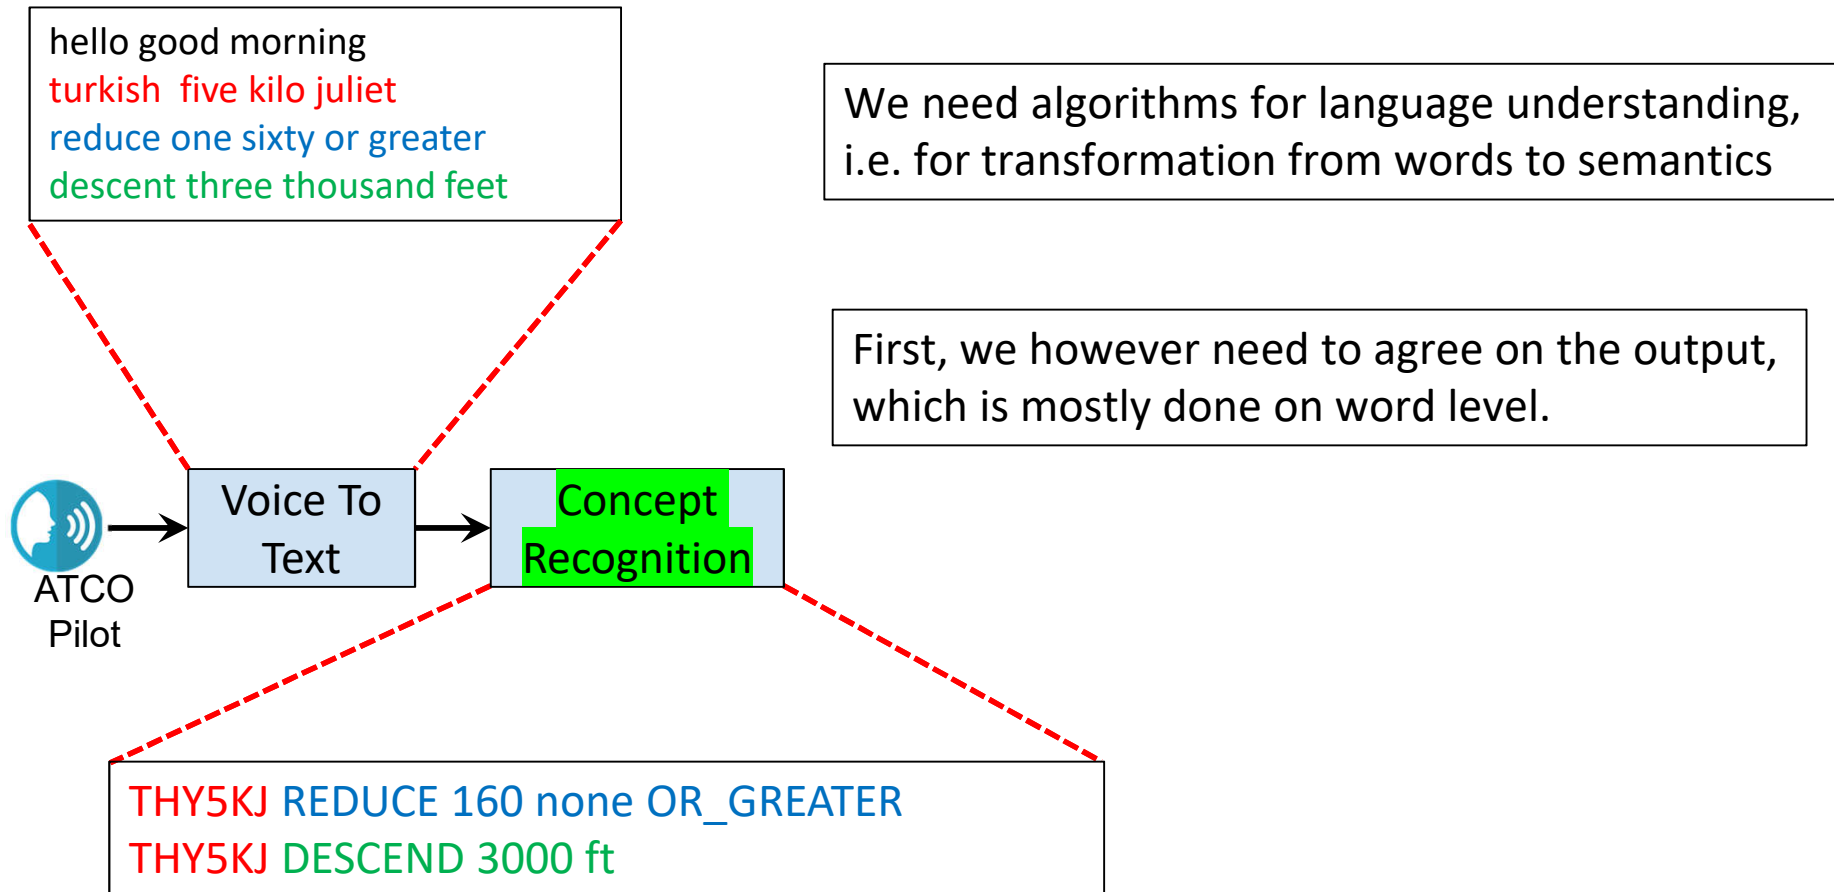 hello good morning
turkish five kilo juliet
reduce one sixty or greater
descent three thousand feet
We need algorithms for language understanding,
i.e. for transformation from words to semantics
First, we however need to agree on the output,
which is mostly done on word level.
ATCO
Pilot
Voice To
Text
Concept
Recognition
THY5KJ REDUCE 160 none OR_GREATER
THY5KJ DESCEND 3000 ft